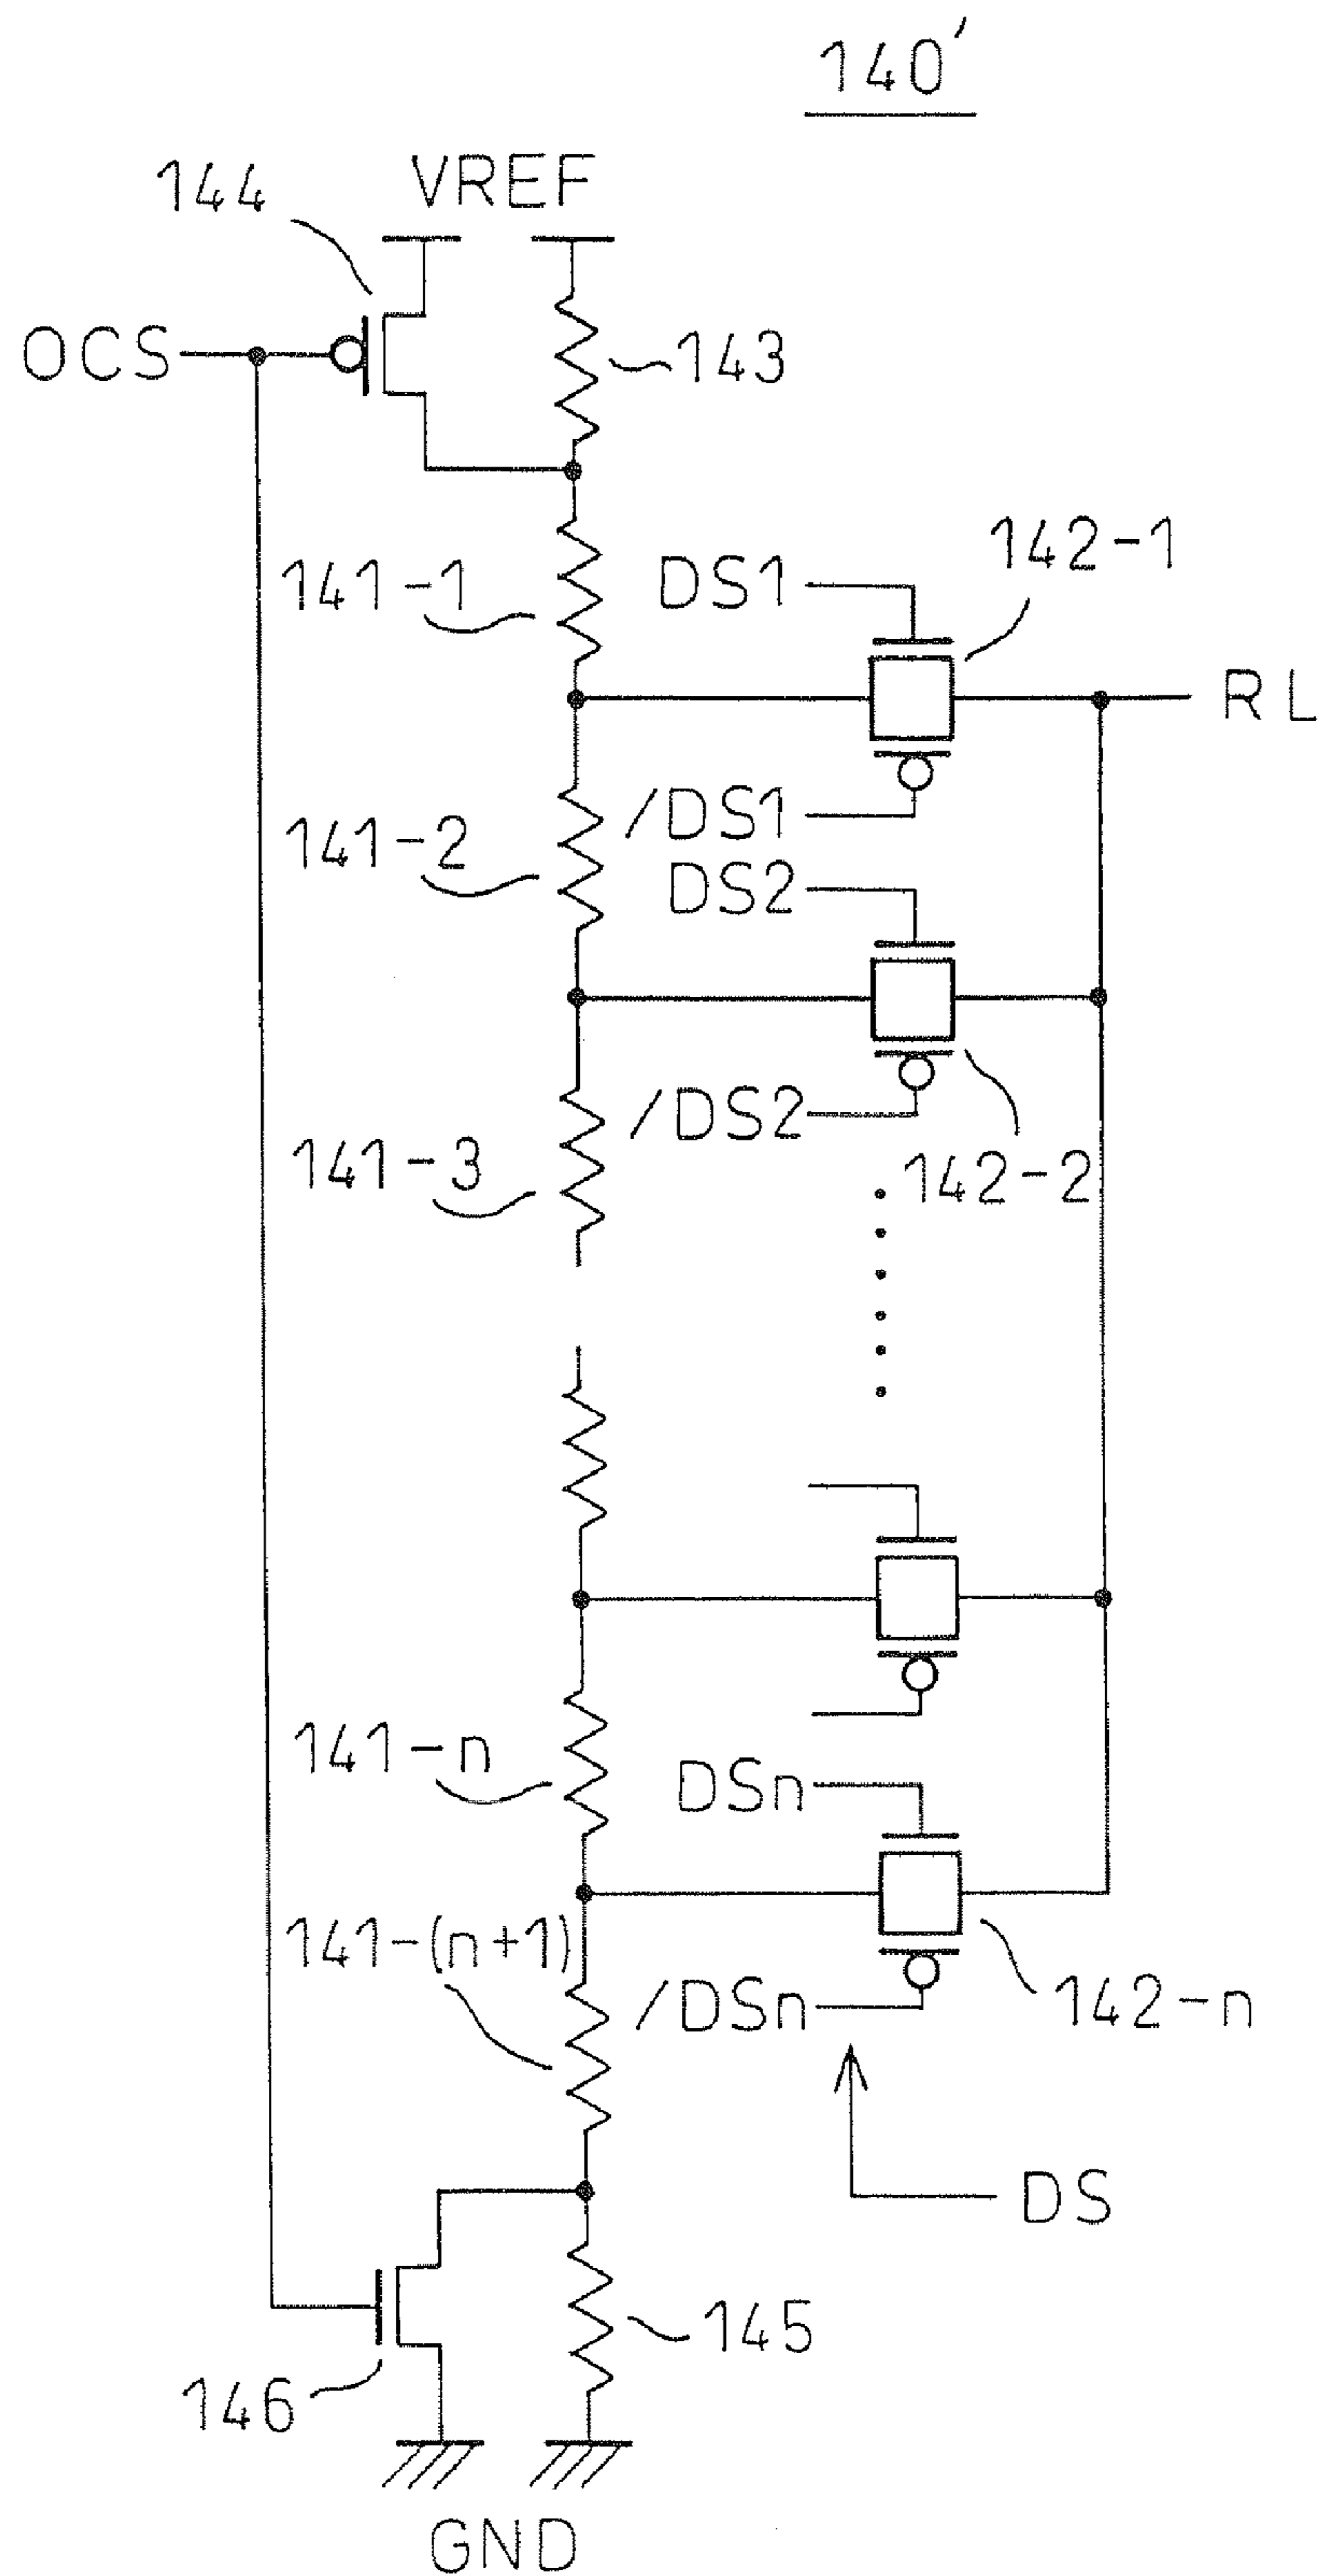 140'
144
VREF
OCS
143
141-1
DS1
142-1
RL
141-2
/DS1
DS2
141-3
/DS2
142-2
141-n
DSn
141-(n+1)
/DSn
142-n
DS
145
146
GND